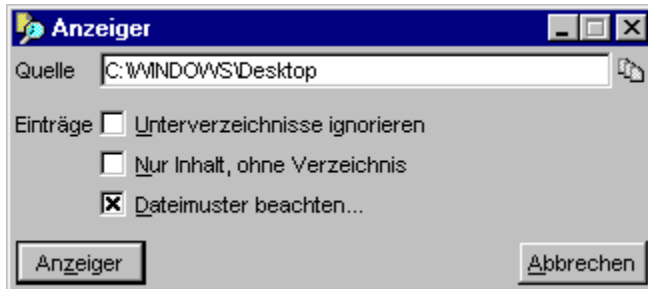 Anzeiger
Quelle C:\WINDOWS\Desktop
Einträge Unterverzeichnisse ignorieren
Nur Inhalt, ohne Verzeichnis
Dateimuster beachten...
Anzeiger Abbrechen